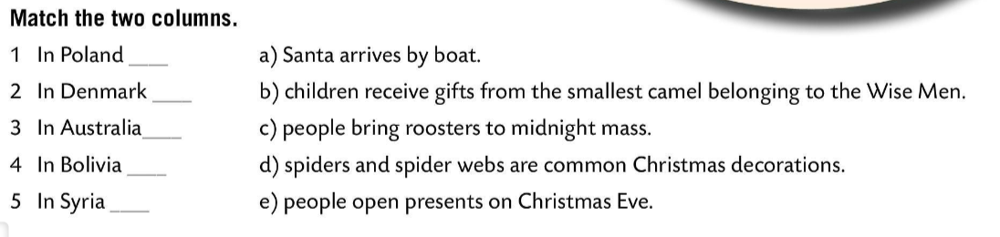 Match the two columns.
1 In Poland ____ a) Santa arrives by boat.
2 In Denmark ____ b) children receive gifts from the smallest camel belonging to the Wise Men.
3 In Australia ____ c) people bring roosters to midnight mass.
4 In Bolivia ____ d) spiders and spider webs are common Christmas decorations.
5 In Syria ____ e) people open presents on Christmas Eve.